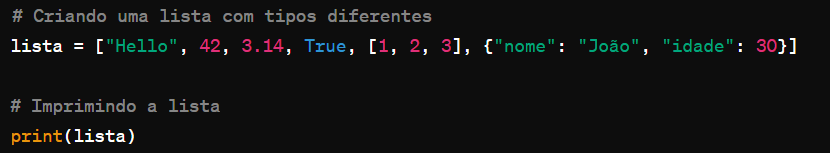 # Criando uma lista com tipos diferentes
lista = ["Hello", 42, 3.14, True, [1, 2, 3], {"nome": "João", "idade": 30}]
# Imprimindo a lista
print(lista)